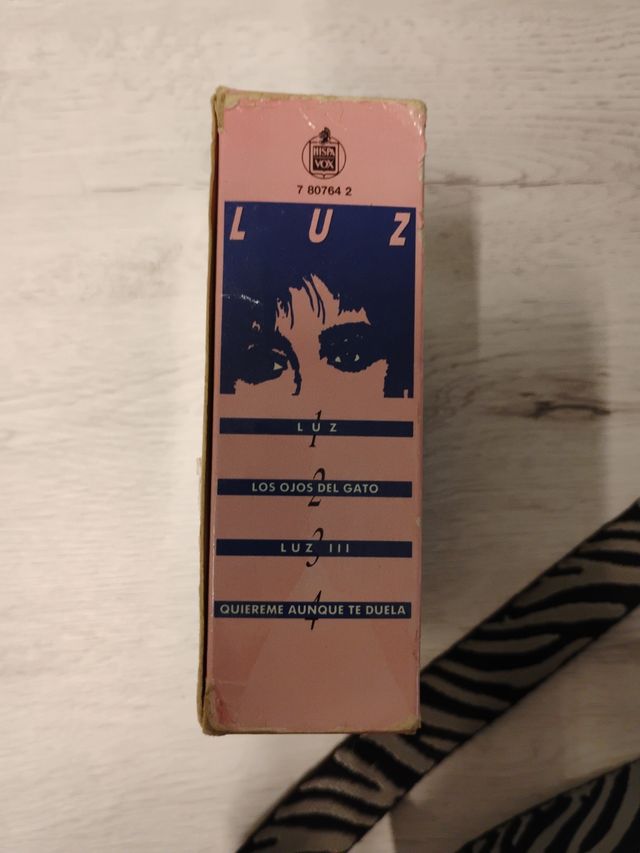 HISPA
VOX
7 80764 2
LUZ
1
LUZ
2
LOS OJOS DEL GATO
3
LUZ III
4
QUIEREME AUNQUE TE DUELA